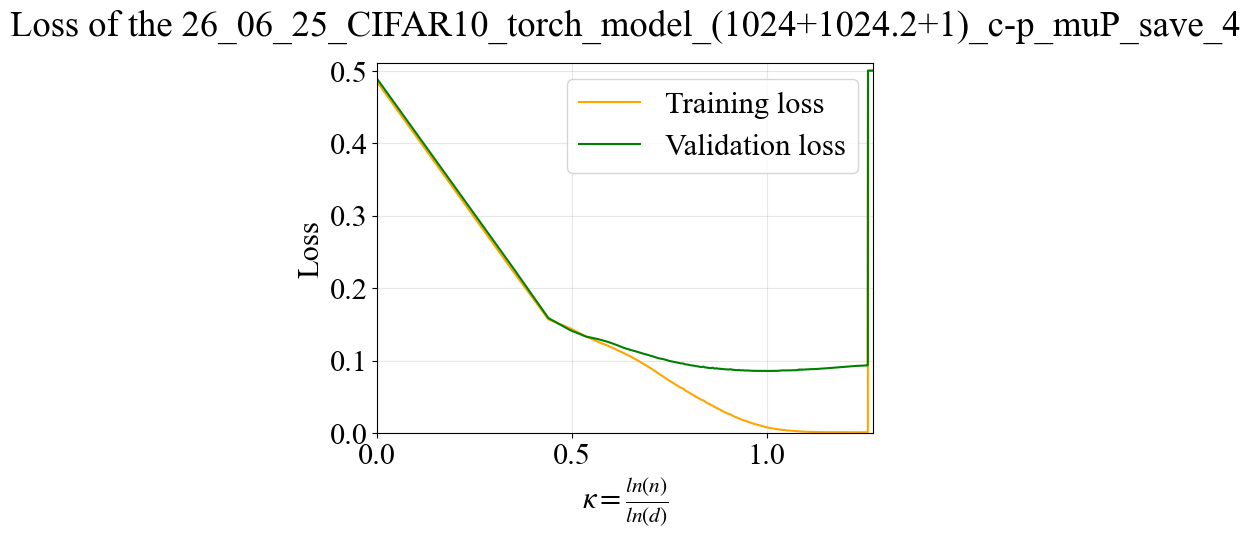 Loss of the 26_06_25_CIFAR10_torch_model_(1024+1024.2+1)_c-p_muP_save_4
0.5
0.4
0.3
0.2
0.1
0.0
Loss
Training loss
Validation loss
0.0 0.5 1.0
κ = ln(n)/ln(d)